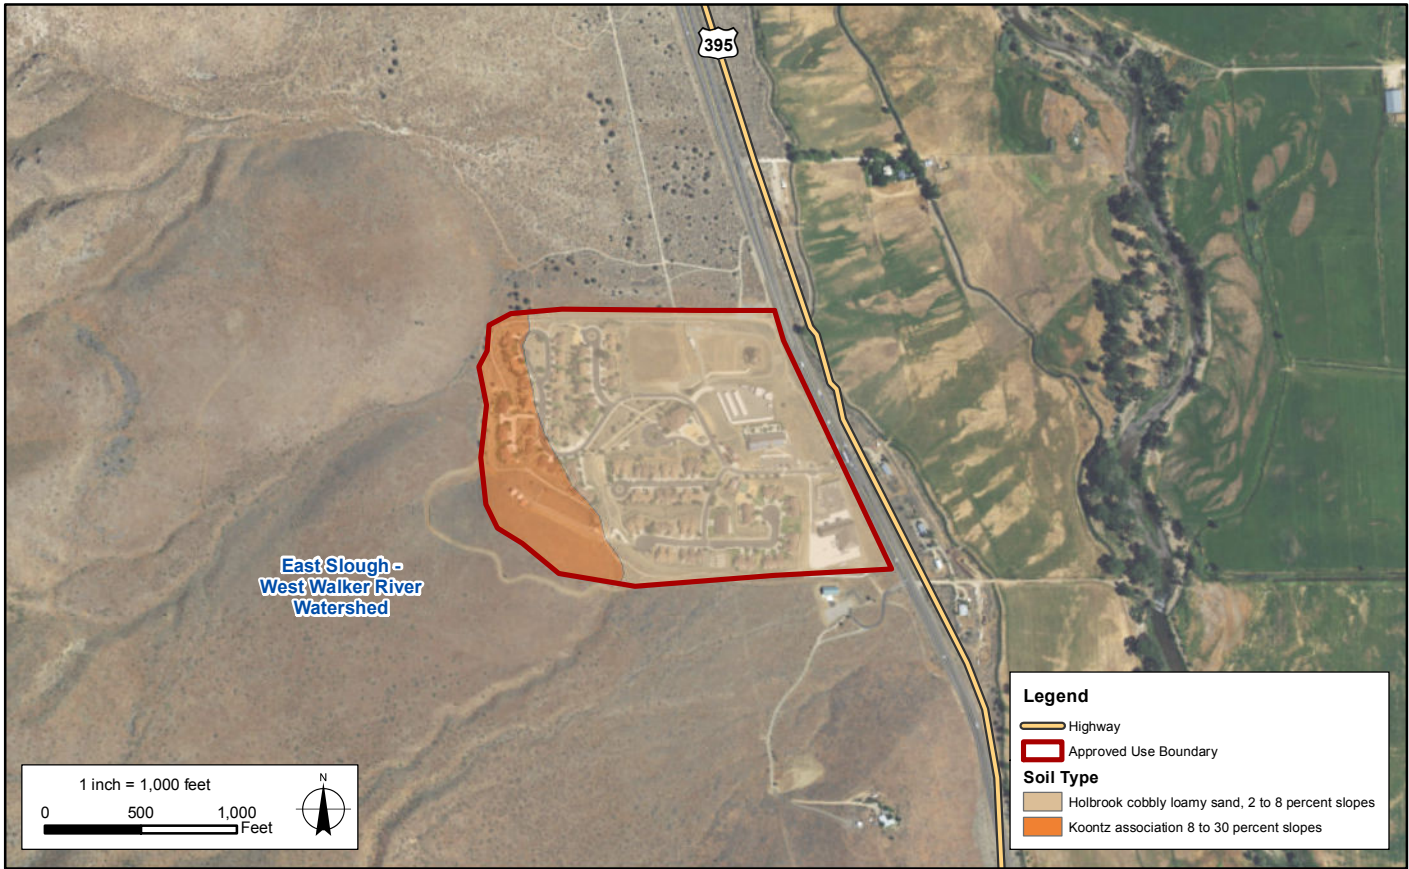 395
East Slough -
West Walker River
Watershed
Legend
Highway
Approved Use Boundary
Soil Type
Holbrook cobbly loamy sand, 2 to 8 percent slopes
Koontz association 8 to 30 percent slopes
1 inch = 1,000 feet
0 500 1,000
Feet
N